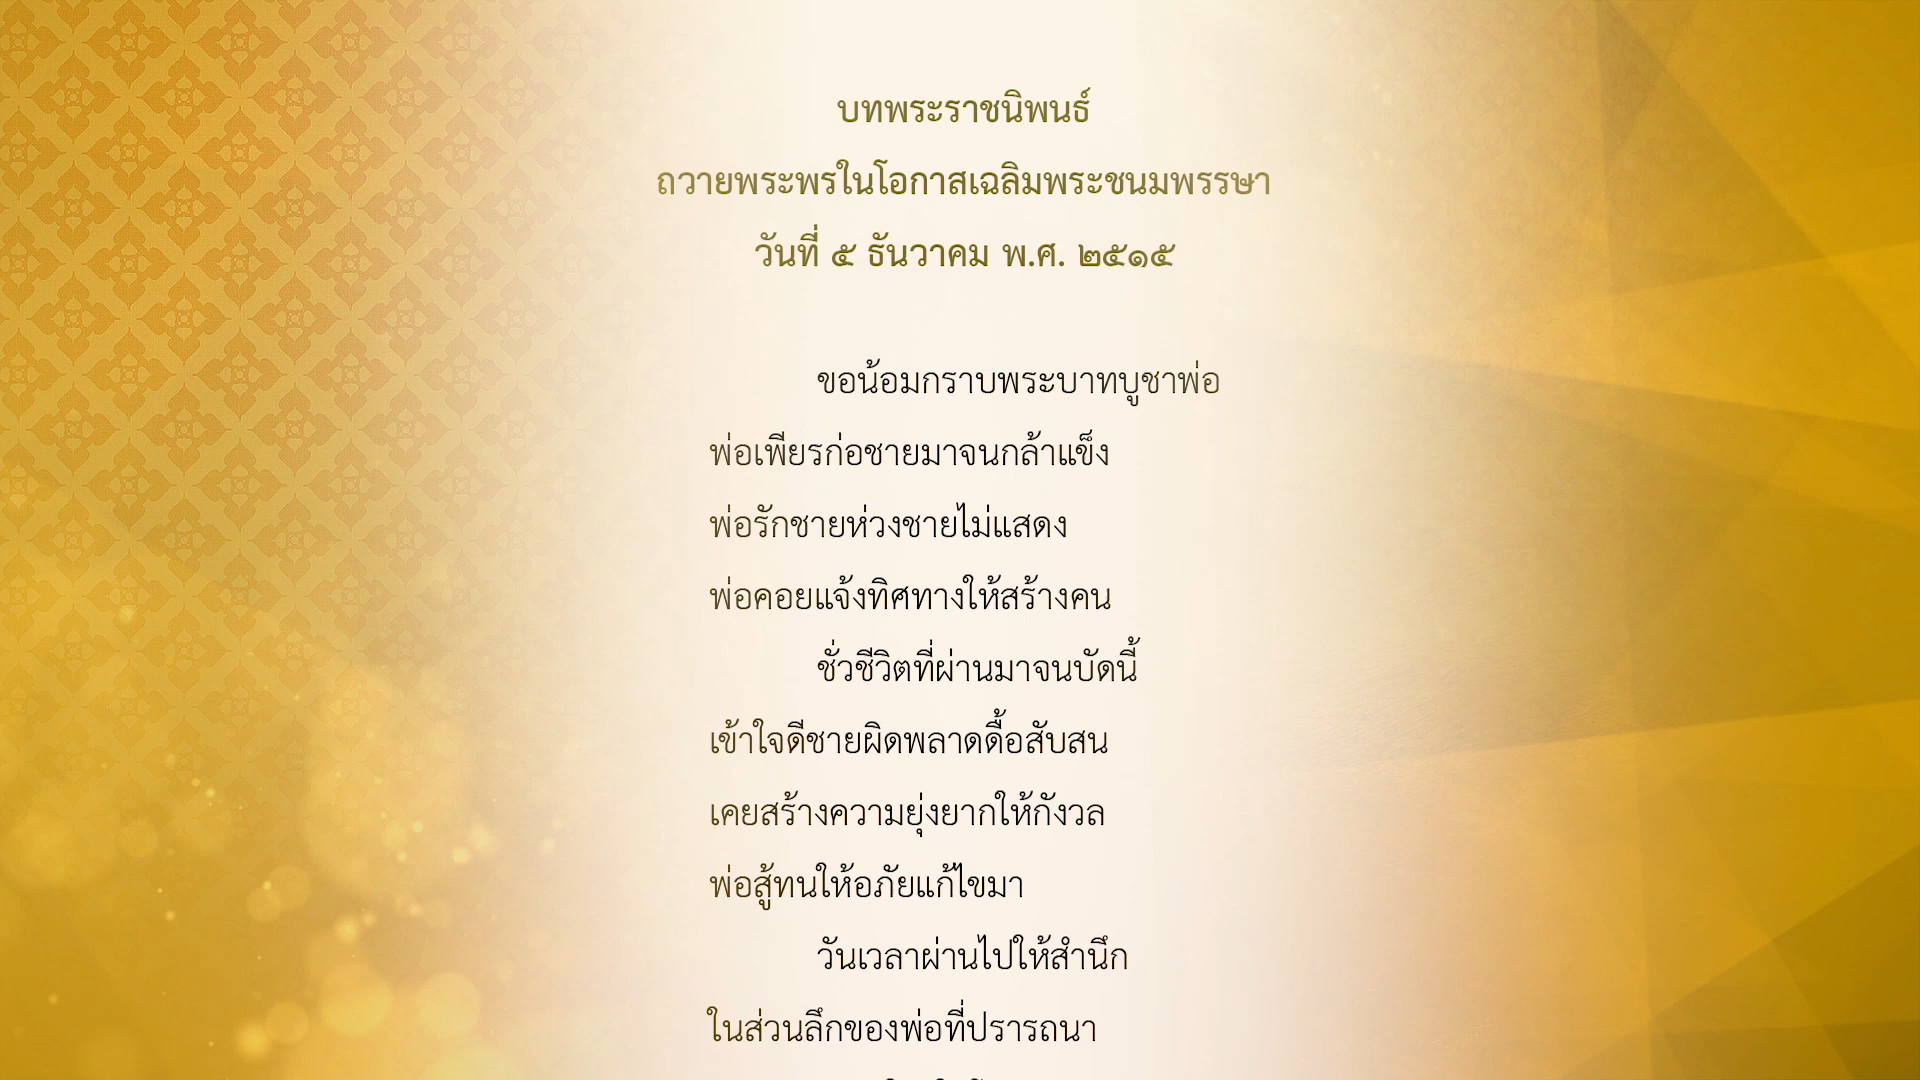 บทพระราชนิพนธ์
ถวายพระพรในโอกาสเฉลิมพระชนมพรรษา
วันที่ ๕ ธันวาคม พ.ศ. ๒๕๑๕
ขอน้อมกราบพระบาทบูชาพ่อ
พ่อเพียรก่อชายมาจนกล้าแข็ง
พ่อรักชายห่วงชายไม่แสดง
พ่อคอยแจ้งทิศทางให้สร้างคน
ชั่วชีวิตที่ผ่านมาจนบัดนี้
เข้าใจดีชายผิดพลาดดื้อสับสน
เคยสร้างความยุ่งยากให้กังวล
พ่อสู้ทนให้อภัยแก้ไขมา
วันเวลาผ่านไปให้สำนึก
ในส่วนลึกของพ่อที่ปรารถนา